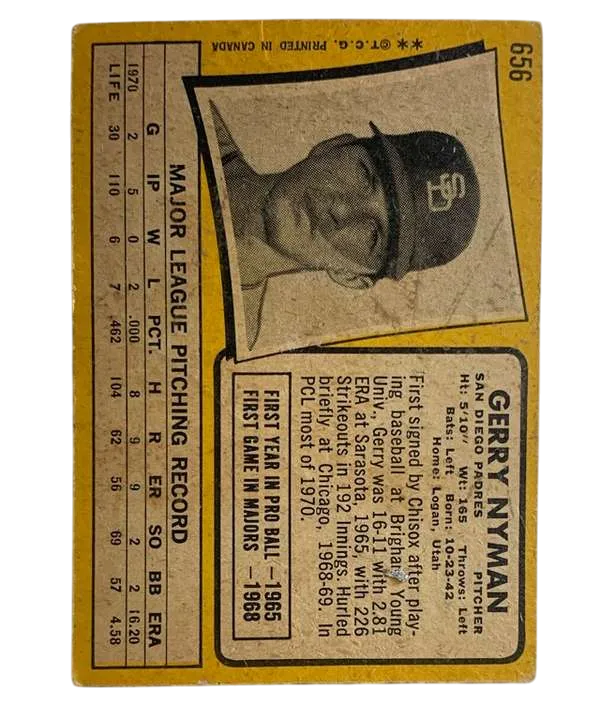 656
GERRY NYMAN
SAN DIEGO PADRES PITCHER
Ht: 5/10" Wt: 165 Throws: Left
Bats: Left Born: 10-23-42
Home: Logan, Utah
First signed by Chisox after play-
ing baseball at Brigham Young
Univ., Gerry was 16-11 with 2.81
ERA at Sarasota, 1965, with 226
Strikeouts in 192 Innings. Hurled
briefly at Chicago, 1968-69. In
PCL most of 1970.
FIRST YEAR IN PRO BALL –1965
FIRST GAME IN MAJORS –1968
SD
MAJOR LEAGUE PITCHING RECORD
G IP W L PCT. H R ER SO BB ERA
1970 2 5 0 2 .000 8 9 9 2 2 16.20
LIFE 30 110 6 7 .462 104 62 56 69 57 4.58
**©T.C.G. PRINTED IN CANADA